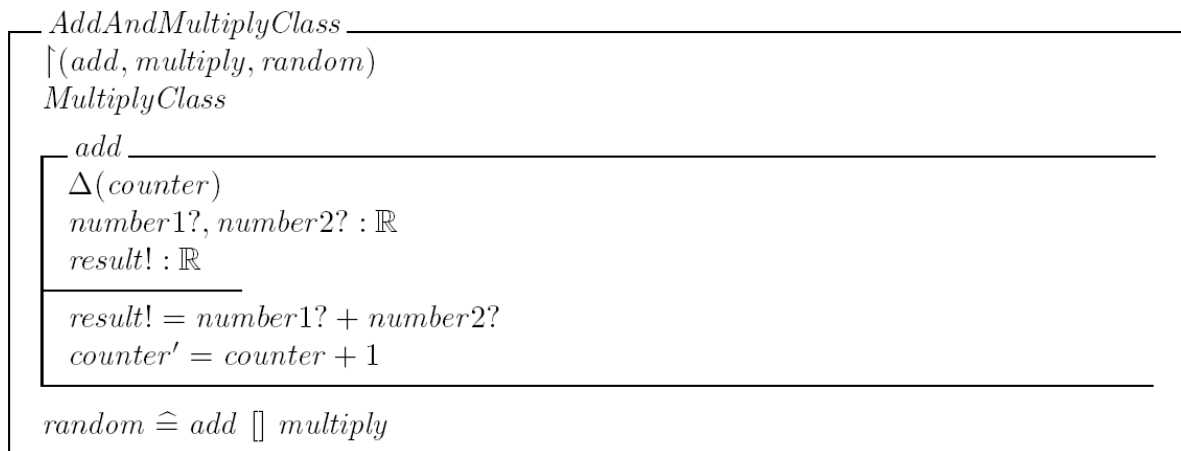 AddAndMultiplyClass
↾(add, multiply, random)
MultiplyClass
add
Δ(counter)
number1?, number2? : ℝ
result! : ℝ
result! = number1? + number2?
counter′ = counter + 1
random ≙ add [] multiply